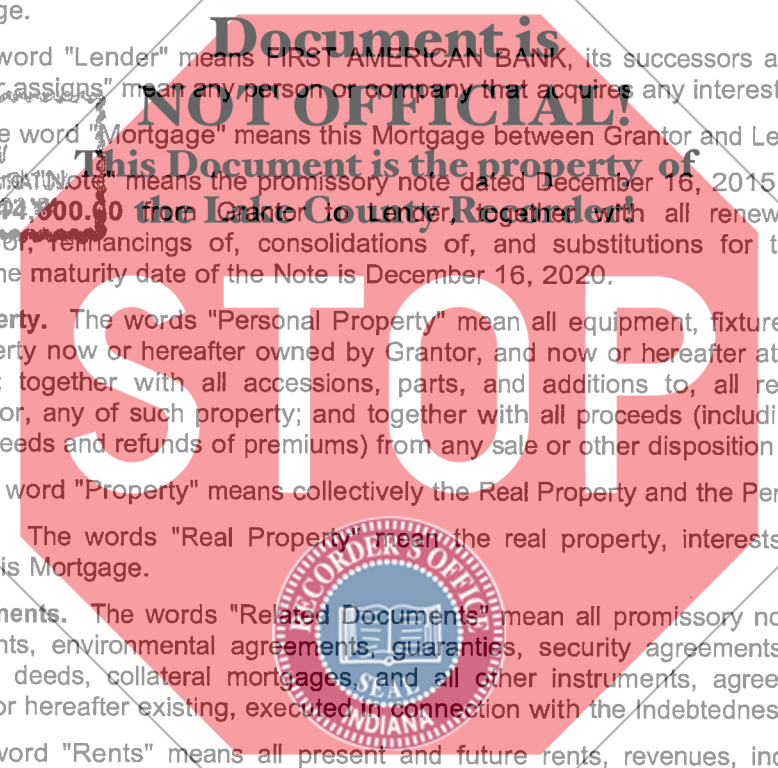 ge.
Document is
word "Lender" means FIRST AMERICAN BANK, its successors a
r assigns" mean any person or company that acquires any interest
NOT OFFICIAL!
e word "Mortgage" means this Mortgage between Grantor and Le
This Document is the property of
Note" means the promissory note dated December 16, 2015
the Lake County Recorder!
44,000.00 from Grantor to Lender, together with all renew
of, refinancings of, consolidations of, and substitutions for t
ne maturity date of the Note is December 16, 2020.
STOP
erty. The words "Personal Property" mean all equipment, fixture
erty now or hereafter owned by Grantor, and now or hereafter at
; together with all accessions, parts, and additions to, all re
or, any of such property; and together with all proceeds (includi
eeds and refunds of premiums) from any sale or other disposition
word "Property" means collectively the Real Property and the Per
The words "Real Property" mean the real property, interests
is Mortgage.
RECORDER'S OFFICE
SEAL
INDIANA
ments. The words "Related Documents" mean all promissory no
nts, environmental agreements, guaranties, security agreements
deeds, collateral mortgages, and all other instruments, agree
or hereafter existing, executed in connection with the Indebtednes
word "Rents" means all present and future rents, revenues, inc